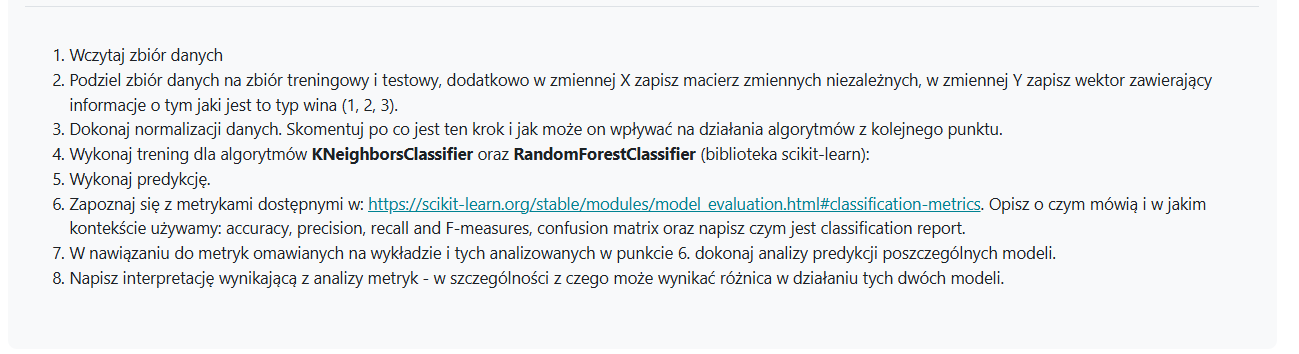 1. Wczytaj zbiór danych
2. Podziel zbiór danych na zbiór treningowy i testowy, dodatkowo w zmiennej X zapisz macierz zmiennych niezależnych, w zmiennej Y zapisz wektor zawierający
informacje o tym jaki jest to typ wina (1, 2, 3).
3. Dokonaj normalizacji danych. Skomentuj po co jest ten krok i jak może on wpływać na działania algorytmów z kolejnego punktu.
4. Wykonaj trening dla algorytmów KNeighborsClassifier oraz RandomForestClassifier (biblioteka scikit-learn):
5. Wykonaj predykcję.
6. Zapoznaj się z metrykami dostępnymi w: https://scikit-learn.org/stable/modules/model_evaluation.html#classification-metrics. Opisz o czym mówią i w jakim
kontekście używamy: accuracy, precision, recall and F-measures, confusion matrix oraz napisz czym jest classification report.
7. W nawiązaniu do metryk omawianych na wykładzie i tych analizowanych w punkcie 6. dokonaj analizy predykcji poszczególnych modeli.
8. Napisz interpretację wynikającą z analizy metryk - w szczególności z czego może wynikać różnica w działaniu tych dwóch modeli.